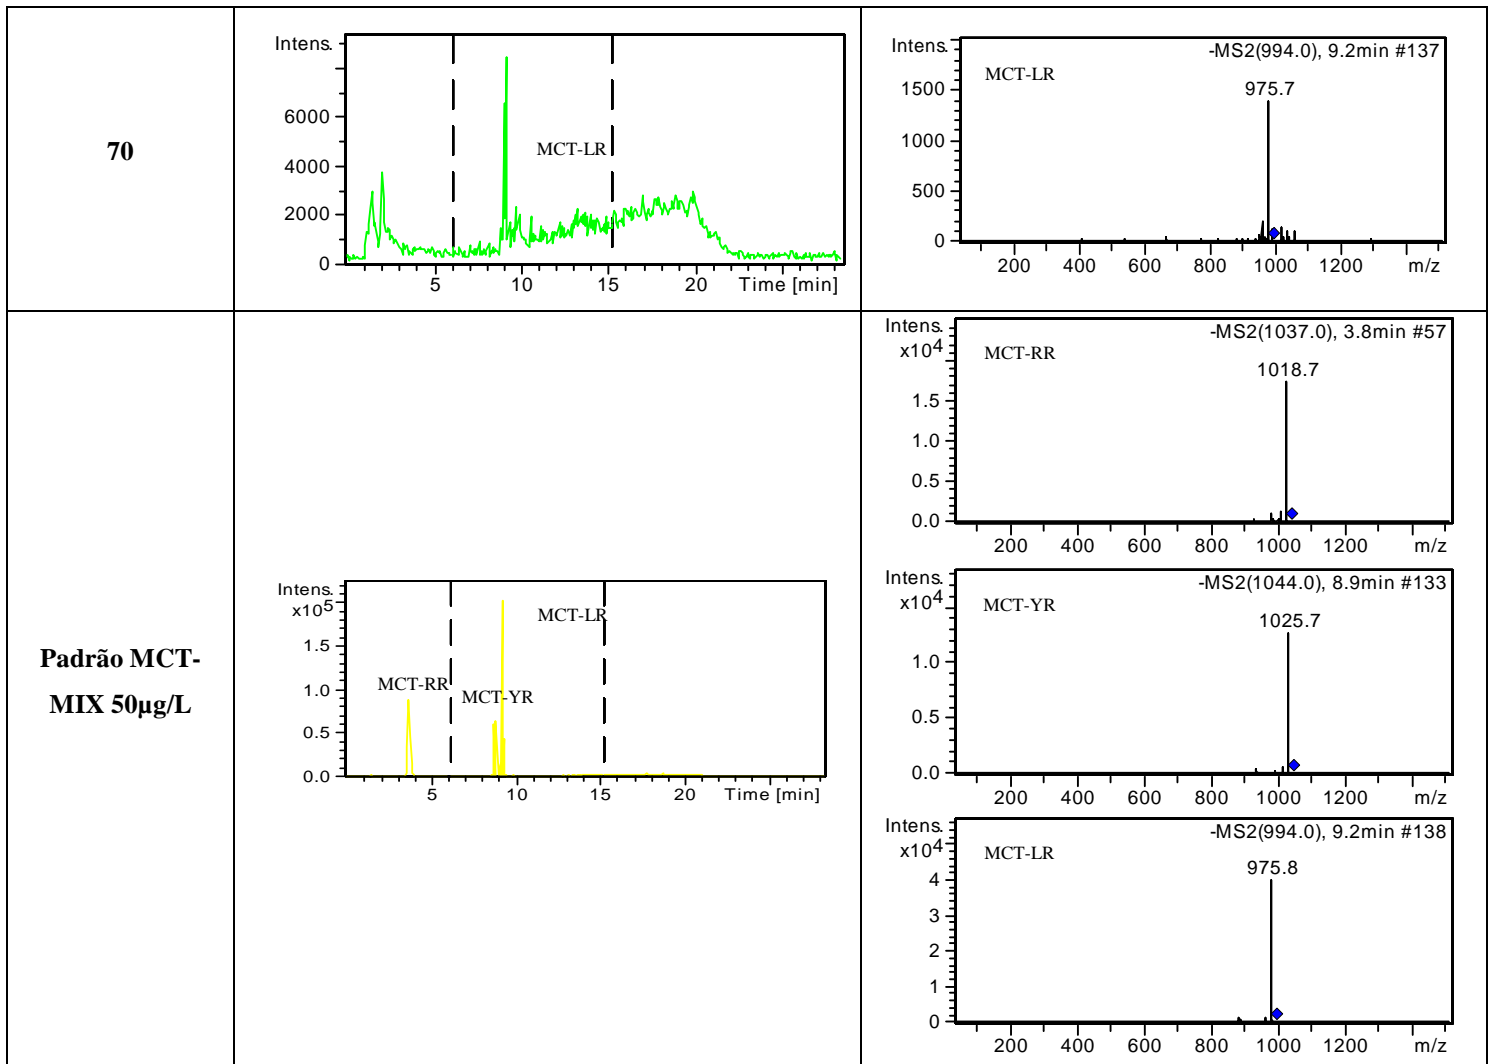 70
Intens.
6000
4000
2000
0
MCT-LR
5 10 15 20 Time [min]
Intens.
1500
1000
500
0
-MS2(994.0), 9.2min #137
MCT-LR
975.7
200 400 600 800 1000 1200 m/z
Padrão MCT-
MIX 50µg/L
Intens.
x10⁵
1.5
1.0
0.5
0.0
MCT-LR
MCT-RR
MCT-YR
5 10 15 20 Time [min]
Intens.
x10⁴
1.5
1.0
0.5
0.0
-MS2(1037.0), 3.8min #57
MCT-RR
1018.7
200 400 600 800 1000 1200 m/z
Intens.
x10⁴
1.0
0.5
0.0
-MS2(1044.0), 8.9min #133
MCT-YR
1025.7
200 400 600 800 1000 1200 m/z
Intens.
x10⁴
4
3
2
1
0
-MS2(994.0), 9.2min #138
MCT-LR
975.8
200 400 600 800 1000 1200 m/z